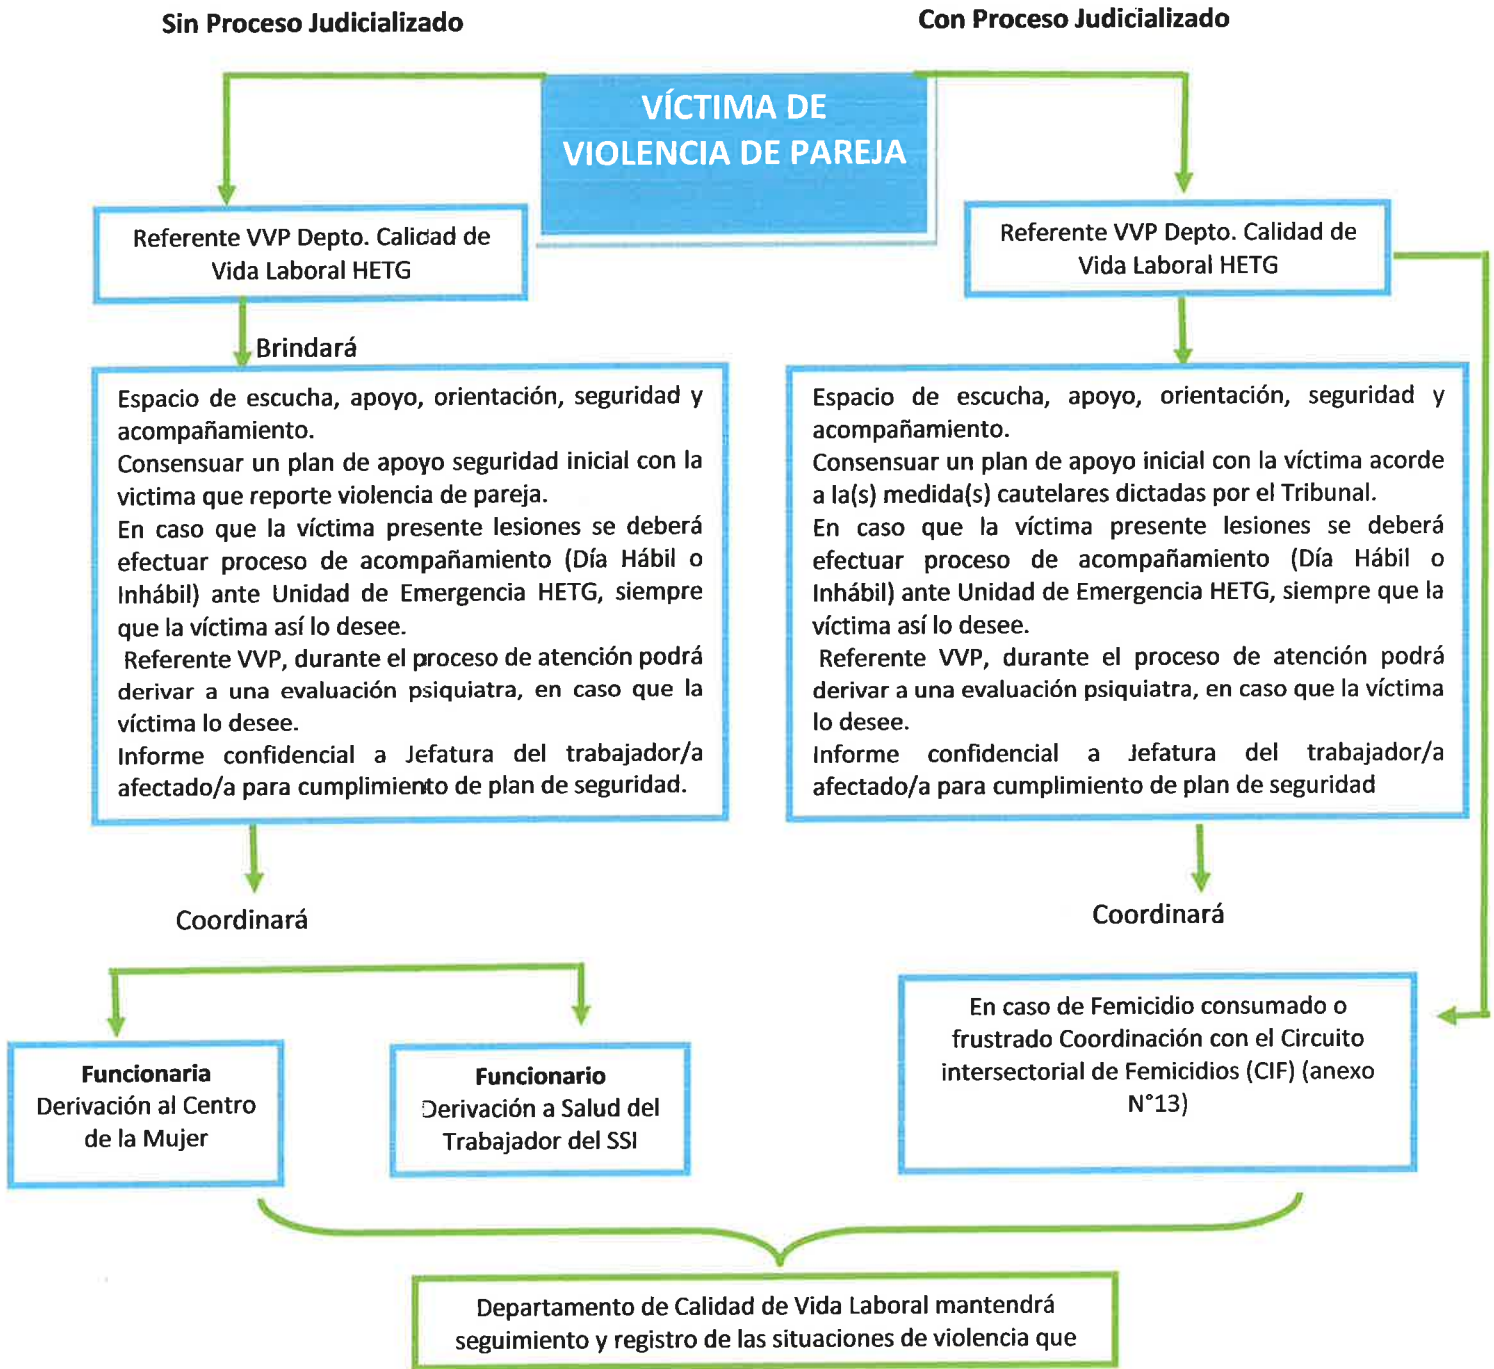 Sin Proceso Judicializado
Con Proceso Judicializado
VÍCTIMA DE
VIOLENCIA DE PAREJA
Referente VVP Depto. Calidad de
Vida Laboral HETG
Referente VVP Depto. Calidad de
Vida Laboral HETG
Brindará
Espacio de escucha, apoyo, orientación, seguridad y
acompañamiento.
Consensuar un plan de apoyo seguridad inicial con la
victima que reporte violencia de pareja.
En caso que la víctima presente lesiones se deberá
efectuar proceso de acompañamiento (Día Hábil o
Inhábil) ante Unidad de Emergencia HETG, siempre
que la víctima así lo desee.
Referente VVP, durante el proceso de atención podrá
derivar a una evaluación psiquiatra, en caso que la
víctima lo desee.
Informe confidencial a Jefatura del trabajador/a
afectado/a para cumplimiento de plan de seguridad.
Espacio de escucha, apoyo, orientación, seguridad y
acompañamiento.
Consensuar un plan de apoyo inicial con la víctima acorde
a la(s) medida(s) cautelares dictadas por el Tribunal.
En caso que la víctima presente lesiones se deberá
efectuar proceso de acompañamiento (Día Hábil o
Inhábil) ante Unidad de Emergencia HETG, siempre que la
víctima así lo desee.
Referente VVP, durante el proceso de atención podrá
derivar a una evaluación psiquiatra, en caso que la víctima
lo desee.
Informe confidencial a Jefatura del trabajador/a
afectado/a para cumplimiento de plan de seguridad
Coordinará
Coordinará
Funcionaria
Derivación al Centro
de la Mujer
Funcionario
Derivación a Salud del
Trabajador del SSI
En caso de Femicidio consumado o
frustrado Coordinación con el Circuito
intersectorial de Femicidios (CIF) (anexo
N°13)
Departamento de Calidad de Vida Laboral mantendrá
seguimiento y registro de las situaciones de violencia que